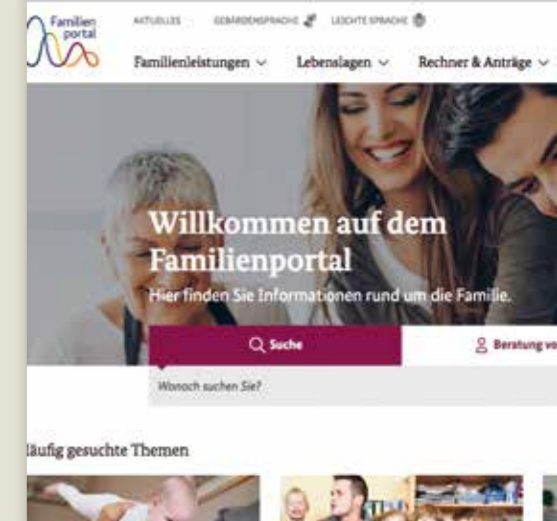 Familien
portal
AKTUELLES GEBÄRDENSPRACHE LEICHTE SPRACHE
Familienleistungen Lebenslagen Rechner & Anträge
Willkommen auf dem
Familienportal
Hier finden Sie Informationen rund um die Familie.
Suche Beratung vo
Wonach suchen Sie?
äufig gesuchte Themen